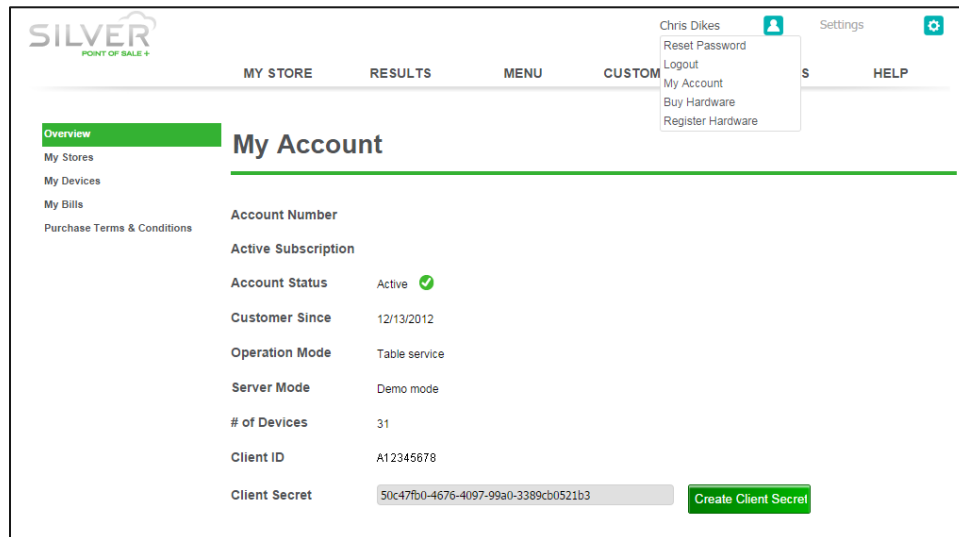 SILVER
POINT OF SALE +
Chris Dikes
Settings
Reset Password
Logout
My Account
Buy Hardware
Register Hardware
MY STORE RESULTS MENU CUSTOM S HELP
Overview
My Stores
My Devices
My Bills
Purchase Terms & Conditions
My Account
Account Number
Active Subscription
Account Status Active
Customer Since 12/13/2012
Operation Mode Table service
Server Mode Demo mode
# of Devices 31
Client ID A12345678
Client Secret 50c47fb0-4676-4097-99a0-3389cb0521b3 Create Client Secret